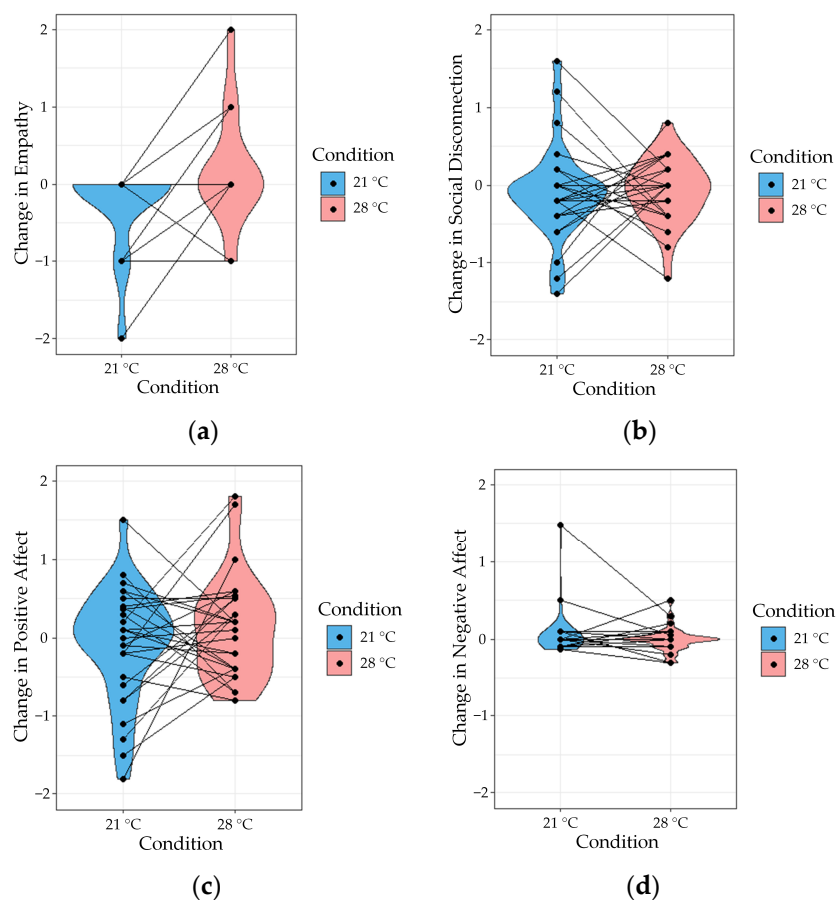 Change in Empathy
2
1
0
−1
−2
21 °C
28 °C
Condition
Condition
21 °C
28 °C
(a)
Change in Social Disconnection
2
1
0
−1
−2
21 °C
28 °C
Condition
Condition
21 °C
28 °C
(b)
Change in Positive Affect
2
1
0
−1
−2
21 °C
28 °C
Condition
Condition
21 °C
28 °C
(c)
Change in Negative Affect
2
1
0
−1
−2
21 °C
28 °C
Condition
Condition
21 °C
28 °C
(d)